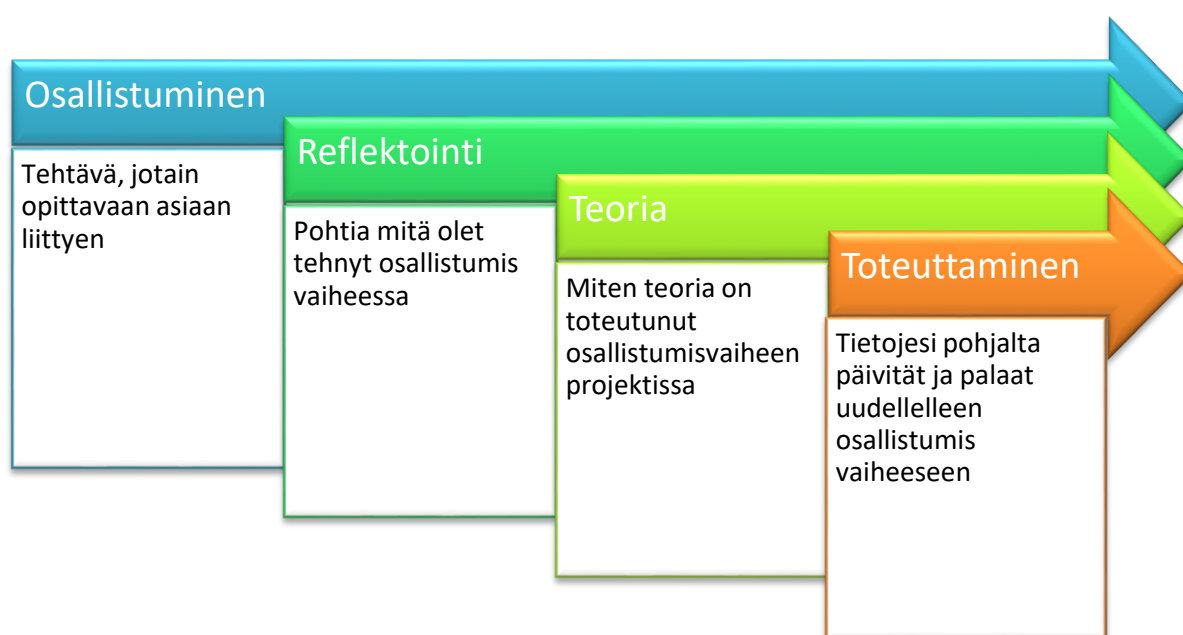 Osallistuminen
Tehtävä, jotain
opittavaan asiaan
liittyen
Reflektointi
Pohtia mitä olet
tehnyt osallistumis
vaiheessa
Teoria
Miten teoria on
toteutunut
osallistumisvaiheen
projektissa
Toteuttaminen
Tietojesi pohjalta
päivität ja palaat
uudellelleen
osallistumis
vaiheeseen